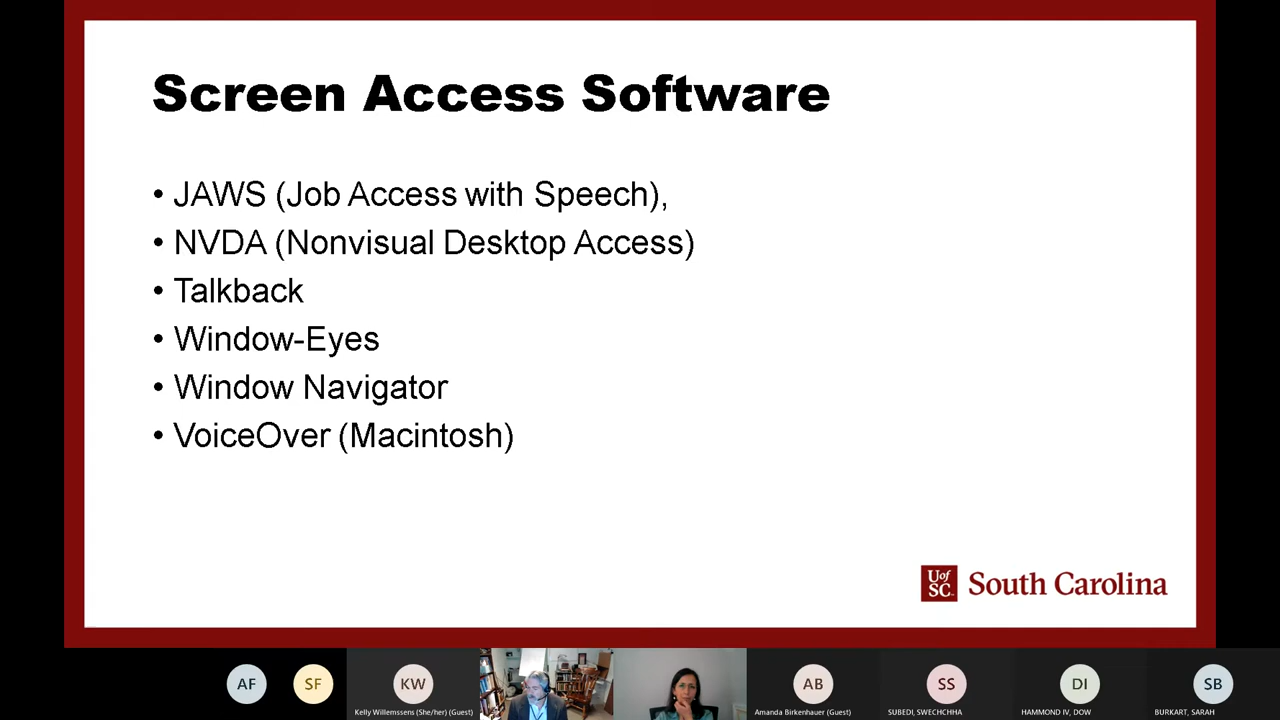 Screen Access Software
• JAWS (Job Access with Speech),
• NVDA (Nonvisual Desktop Access)
• Talkback
• Window-Eyes
• Window Navigator
• VoiceOver (Macintosh)
UofSC South Carolina
AF SF KW AB SS DI SB
Kelly Willemssens (She/her) (Guest) Amanda Birkenhauer (Guest) SUBEDI, SWECHCHHA HAMMOND IV, DOW BURKART, SARAH